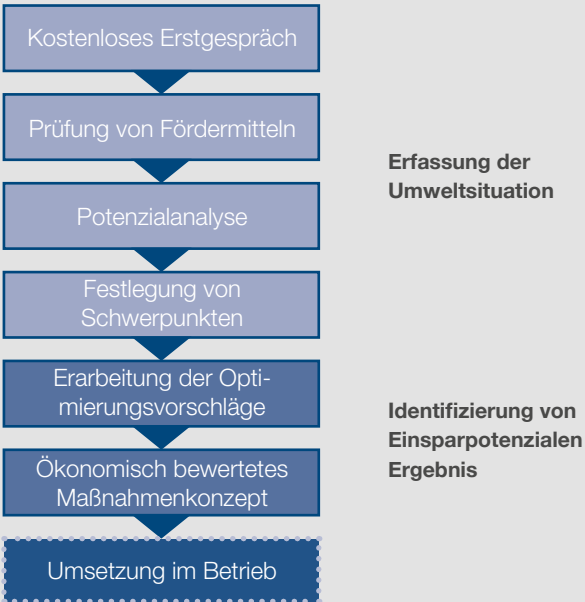 Kostenloses Erstgespräch
Prüfung von Fördermitteln
Potenzialanalyse
Festlegung von
Schwerpunkten
Erarbeitung der Opti-
mierungsvorschläge
Ökonomisch bewertetes
Maßnahmenkonzept
Umsetzung im Betrieb
Erfassung der
Umweltsituation
Identifizierung von
Einsparpotenzialen
Ergebnis